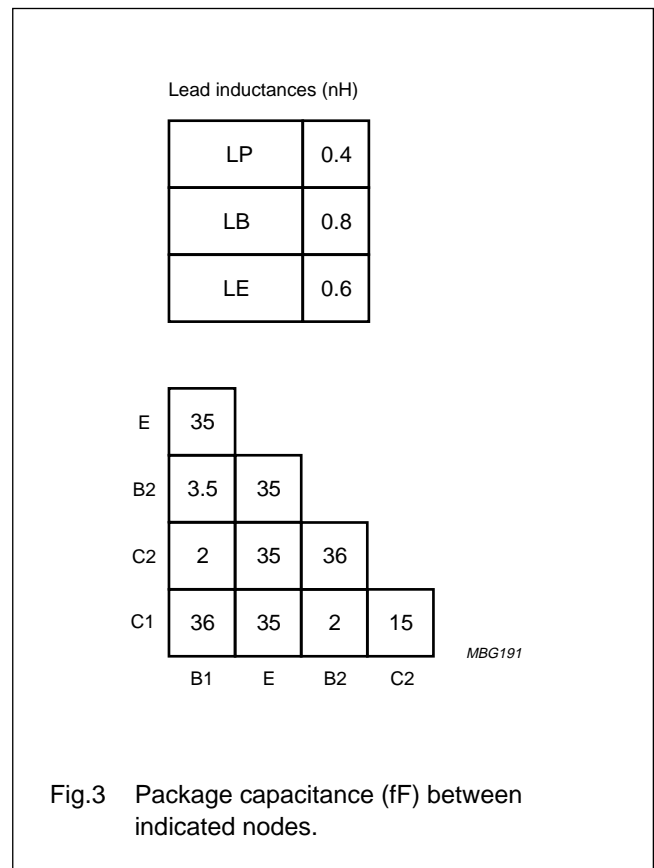 Lead inductances (nH)
LP 0.4
LB 0.8
LE 0.6
E 35
B2 3.5 35
C2 2 35 36
C1 36 35 2 15
MBG191
B1 E B2 C2
Fig.3 Package capacitance (fF) between
indicated nodes.